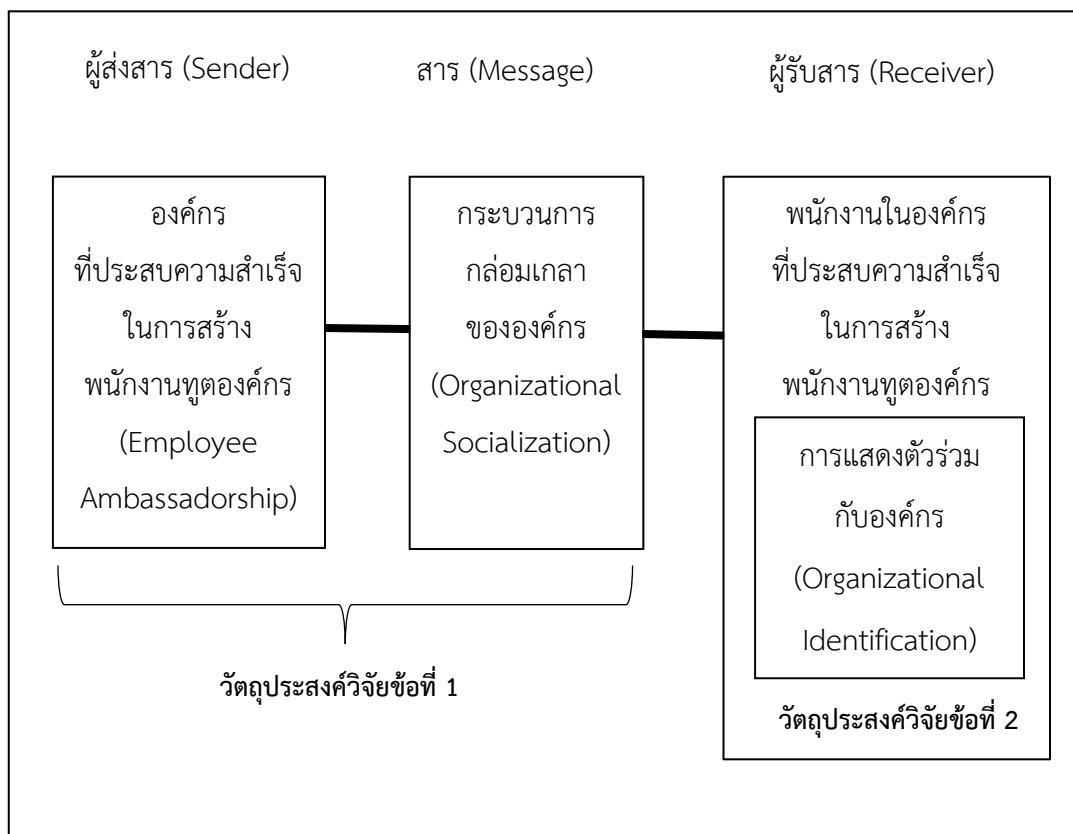 ผู้ส่งสาร (Sender)
สาร (Message)
ผู้รับสาร (Receiver)
องค์กร
ที่ประสบความสำเร็จ
ในการสร้าง
พนักงานทูตองค์กร
(Employee
Ambassadorship)
กระบวนการ
กล่อมเกลา
ขององค์กร
(Organizational
Socialization)
พนักงานในองค์กร
ที่ประสบความสำเร็จ
ในการสร้าง
พนักงานทูตองค์กร
การแสดงตัวร่วม
กับองค์กร
(Organizational
Identification)
วัตถุประสงค์วิจัยข้อที่ 1
วัตถุประสงค์วิจัยข้อที่ 2